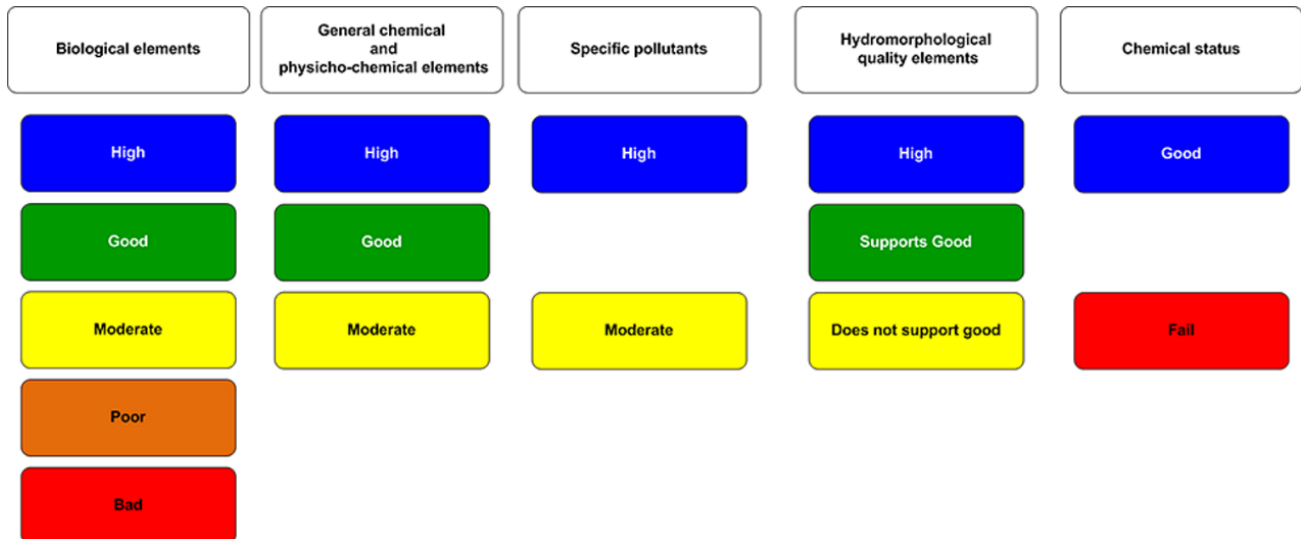 Biological elements
General chemical
and
physicho-chemical elements
Specific pollutants
Hydromorphological
quality elements
Chemical status
High
High
High
High
Good
Good
Good
Supports Good
Moderate
Moderate
Moderate
Does not support good
Fail
Poor
Bad